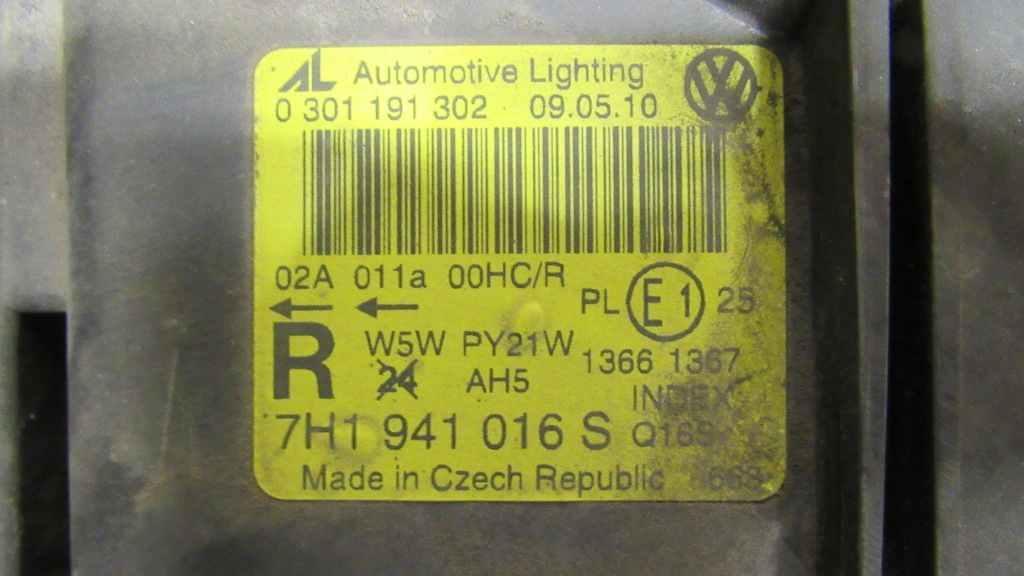 AL Automotive Lighting
0 301 191 302 09.05.10
02A 011a 00HC/R
PL E1 25
R W5W PY21W
1366 1367
24 AH5
INDEX
7H1 941 016 S
Made in Czech Republic